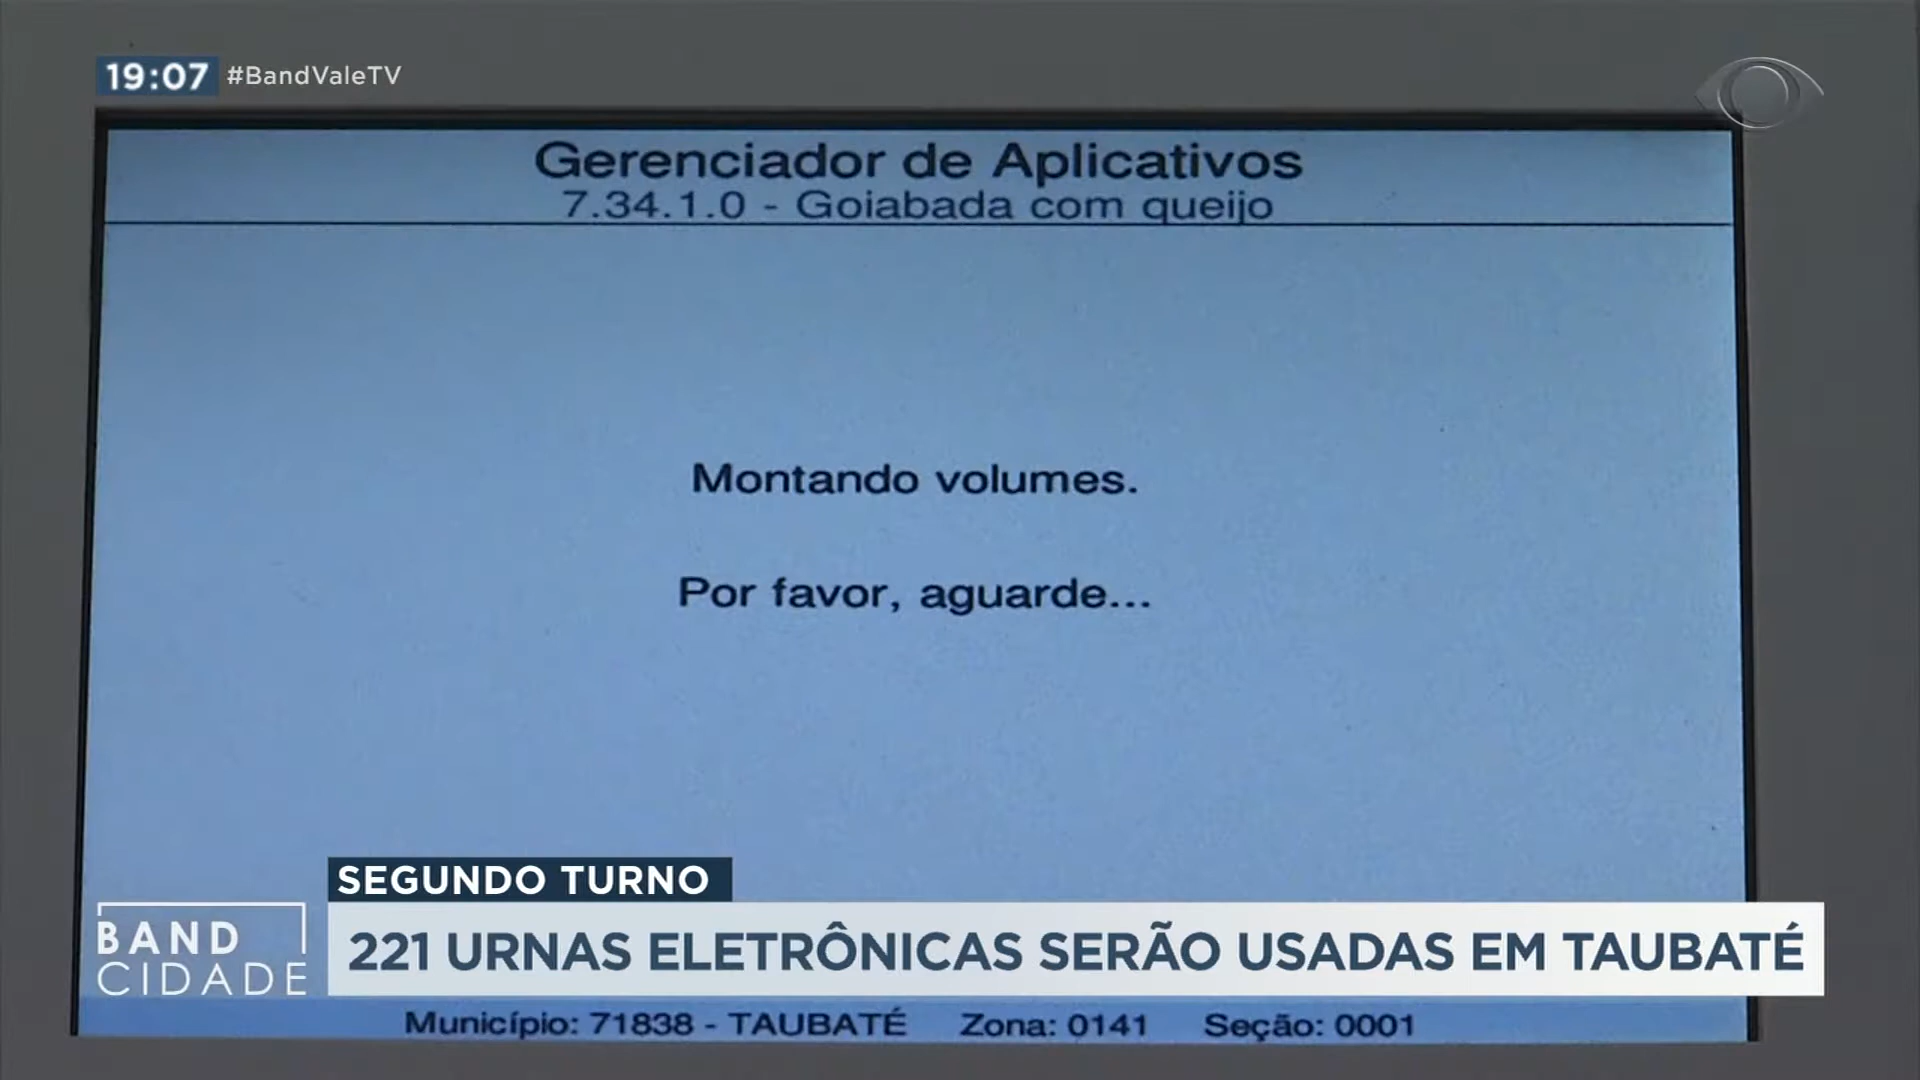 19:07 #BandValeTV
Gerenciador de Aplicativos
7.34.1.0 - Goiabada com queijo
Montando volumes.
Por favor, aguarde...
SEGUNDO TURNO
BAND
CIDADE
221 URNAS ELETRÔNICAS SERÃO USADAS EM TAUBATÉ
Município: 71838 - TAUBATÉ Zona: 0141 Seção: 0001